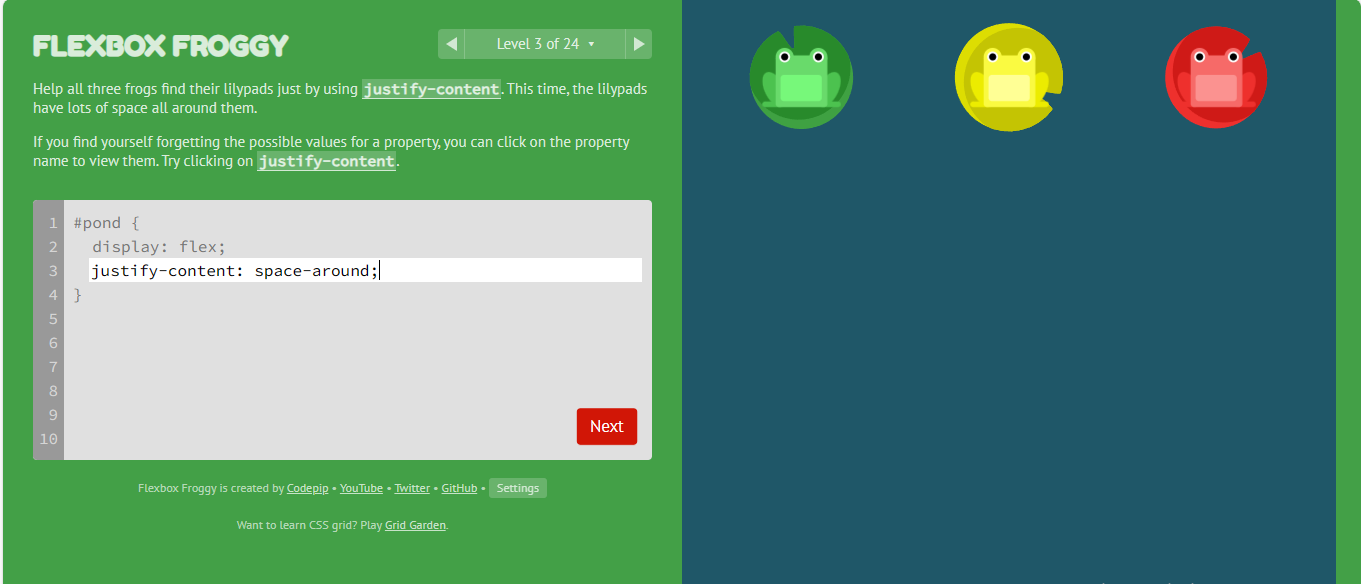 FLEXBOX FROGGY
Level 3 of 24 ▾
Help all three frogs find their lilypads just by using justify-content. This time, the lilypads
have lots of space all around them.
If you find yourself forgetting the possible values for a property, you can click on the property
name to view them. Try clicking on justify-content.
1 #pond {
2 display: flex;
3 justify-content: space-around;
4 }
5
6
7
8
9
10
Next
Flexbox Froggy is created by Codepip • YouTube • Twitter • GitHub • Settings
Want to learn CSS grid? Play Grid Garden.